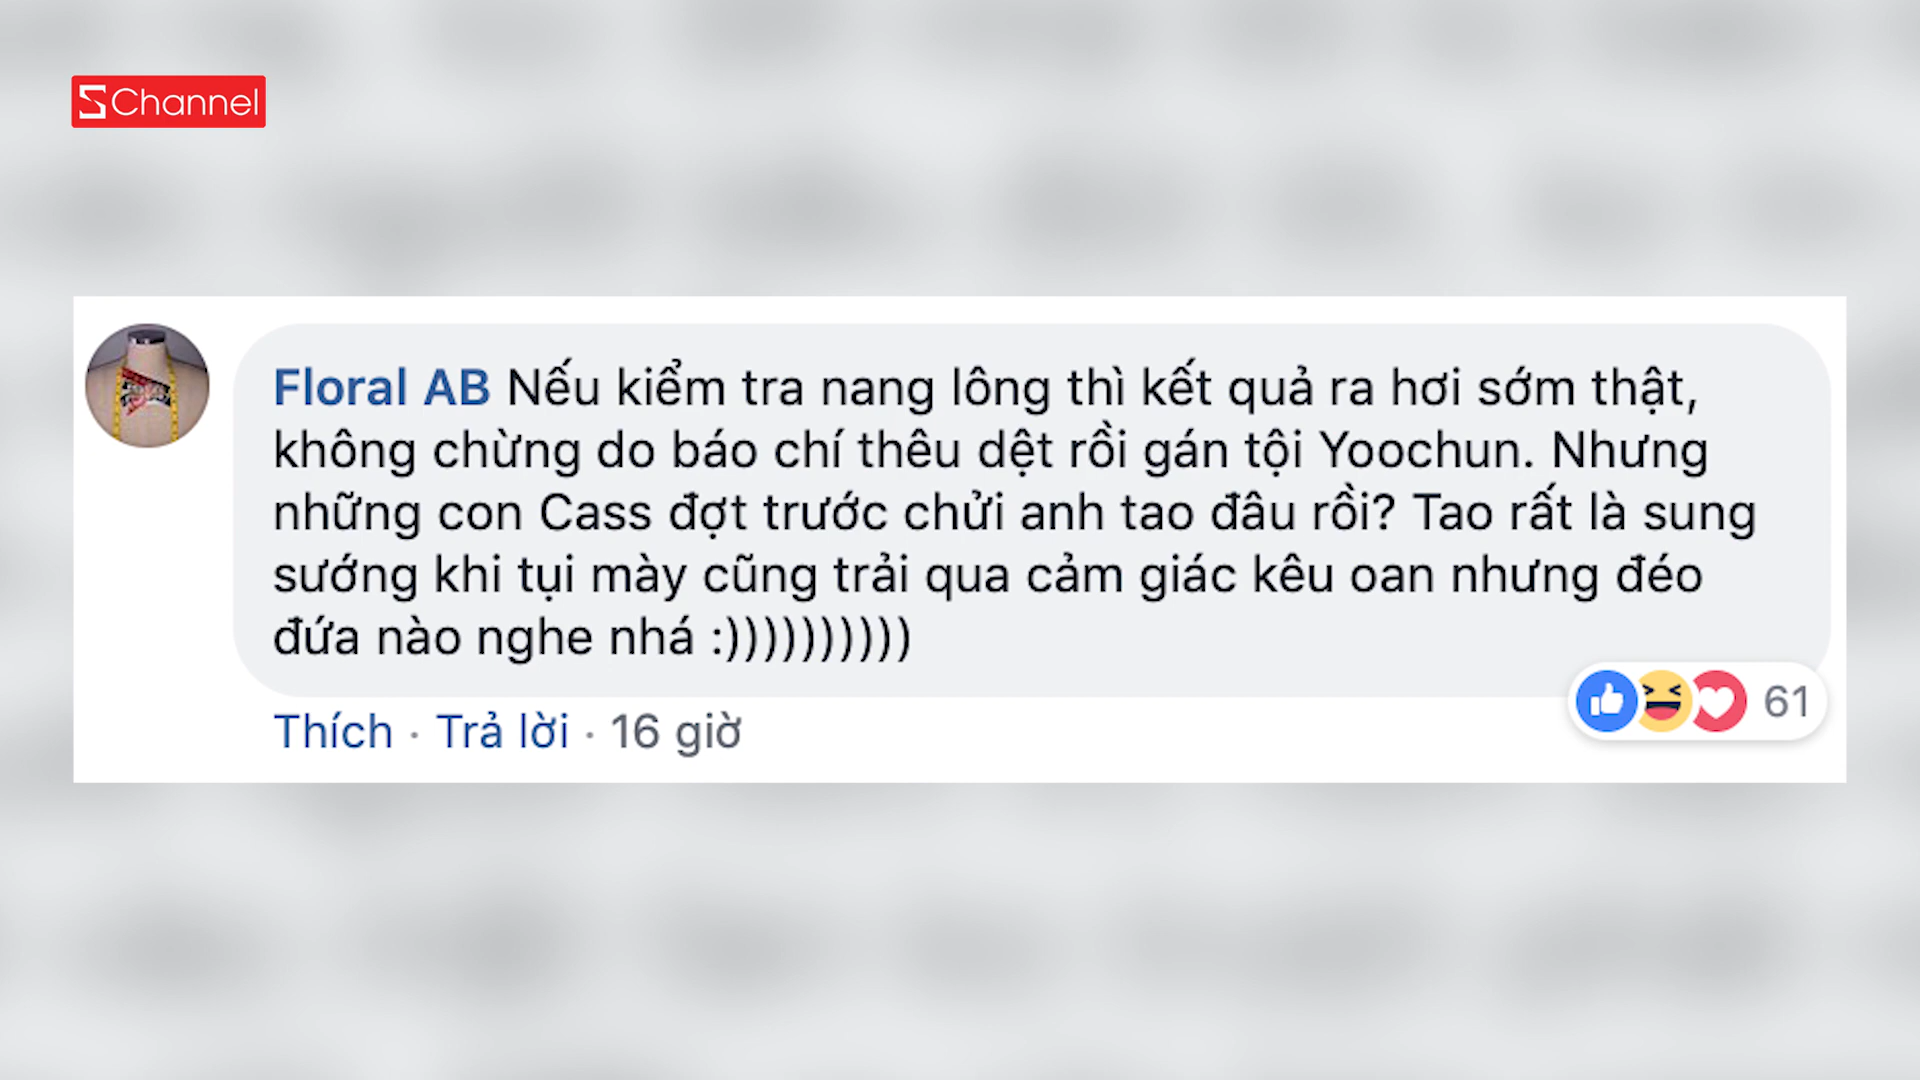 SChannel
Floral AB Nếu kiểm tra nang lông thì kết quả ra hơi sớm thật,
không chừng do báo chí thêu dệt rồi gán tội Yoochun. Nhưng
những con Cass đợt trước chửi anh tao đâu rồi? Tao rất là sung
sướng khi tụi mày cũng trải qua cảm giác kêu oan nhưng đéo
đứa nào nghe nhá :))))))))))
Thích · Trả lời · 16 giờ
61